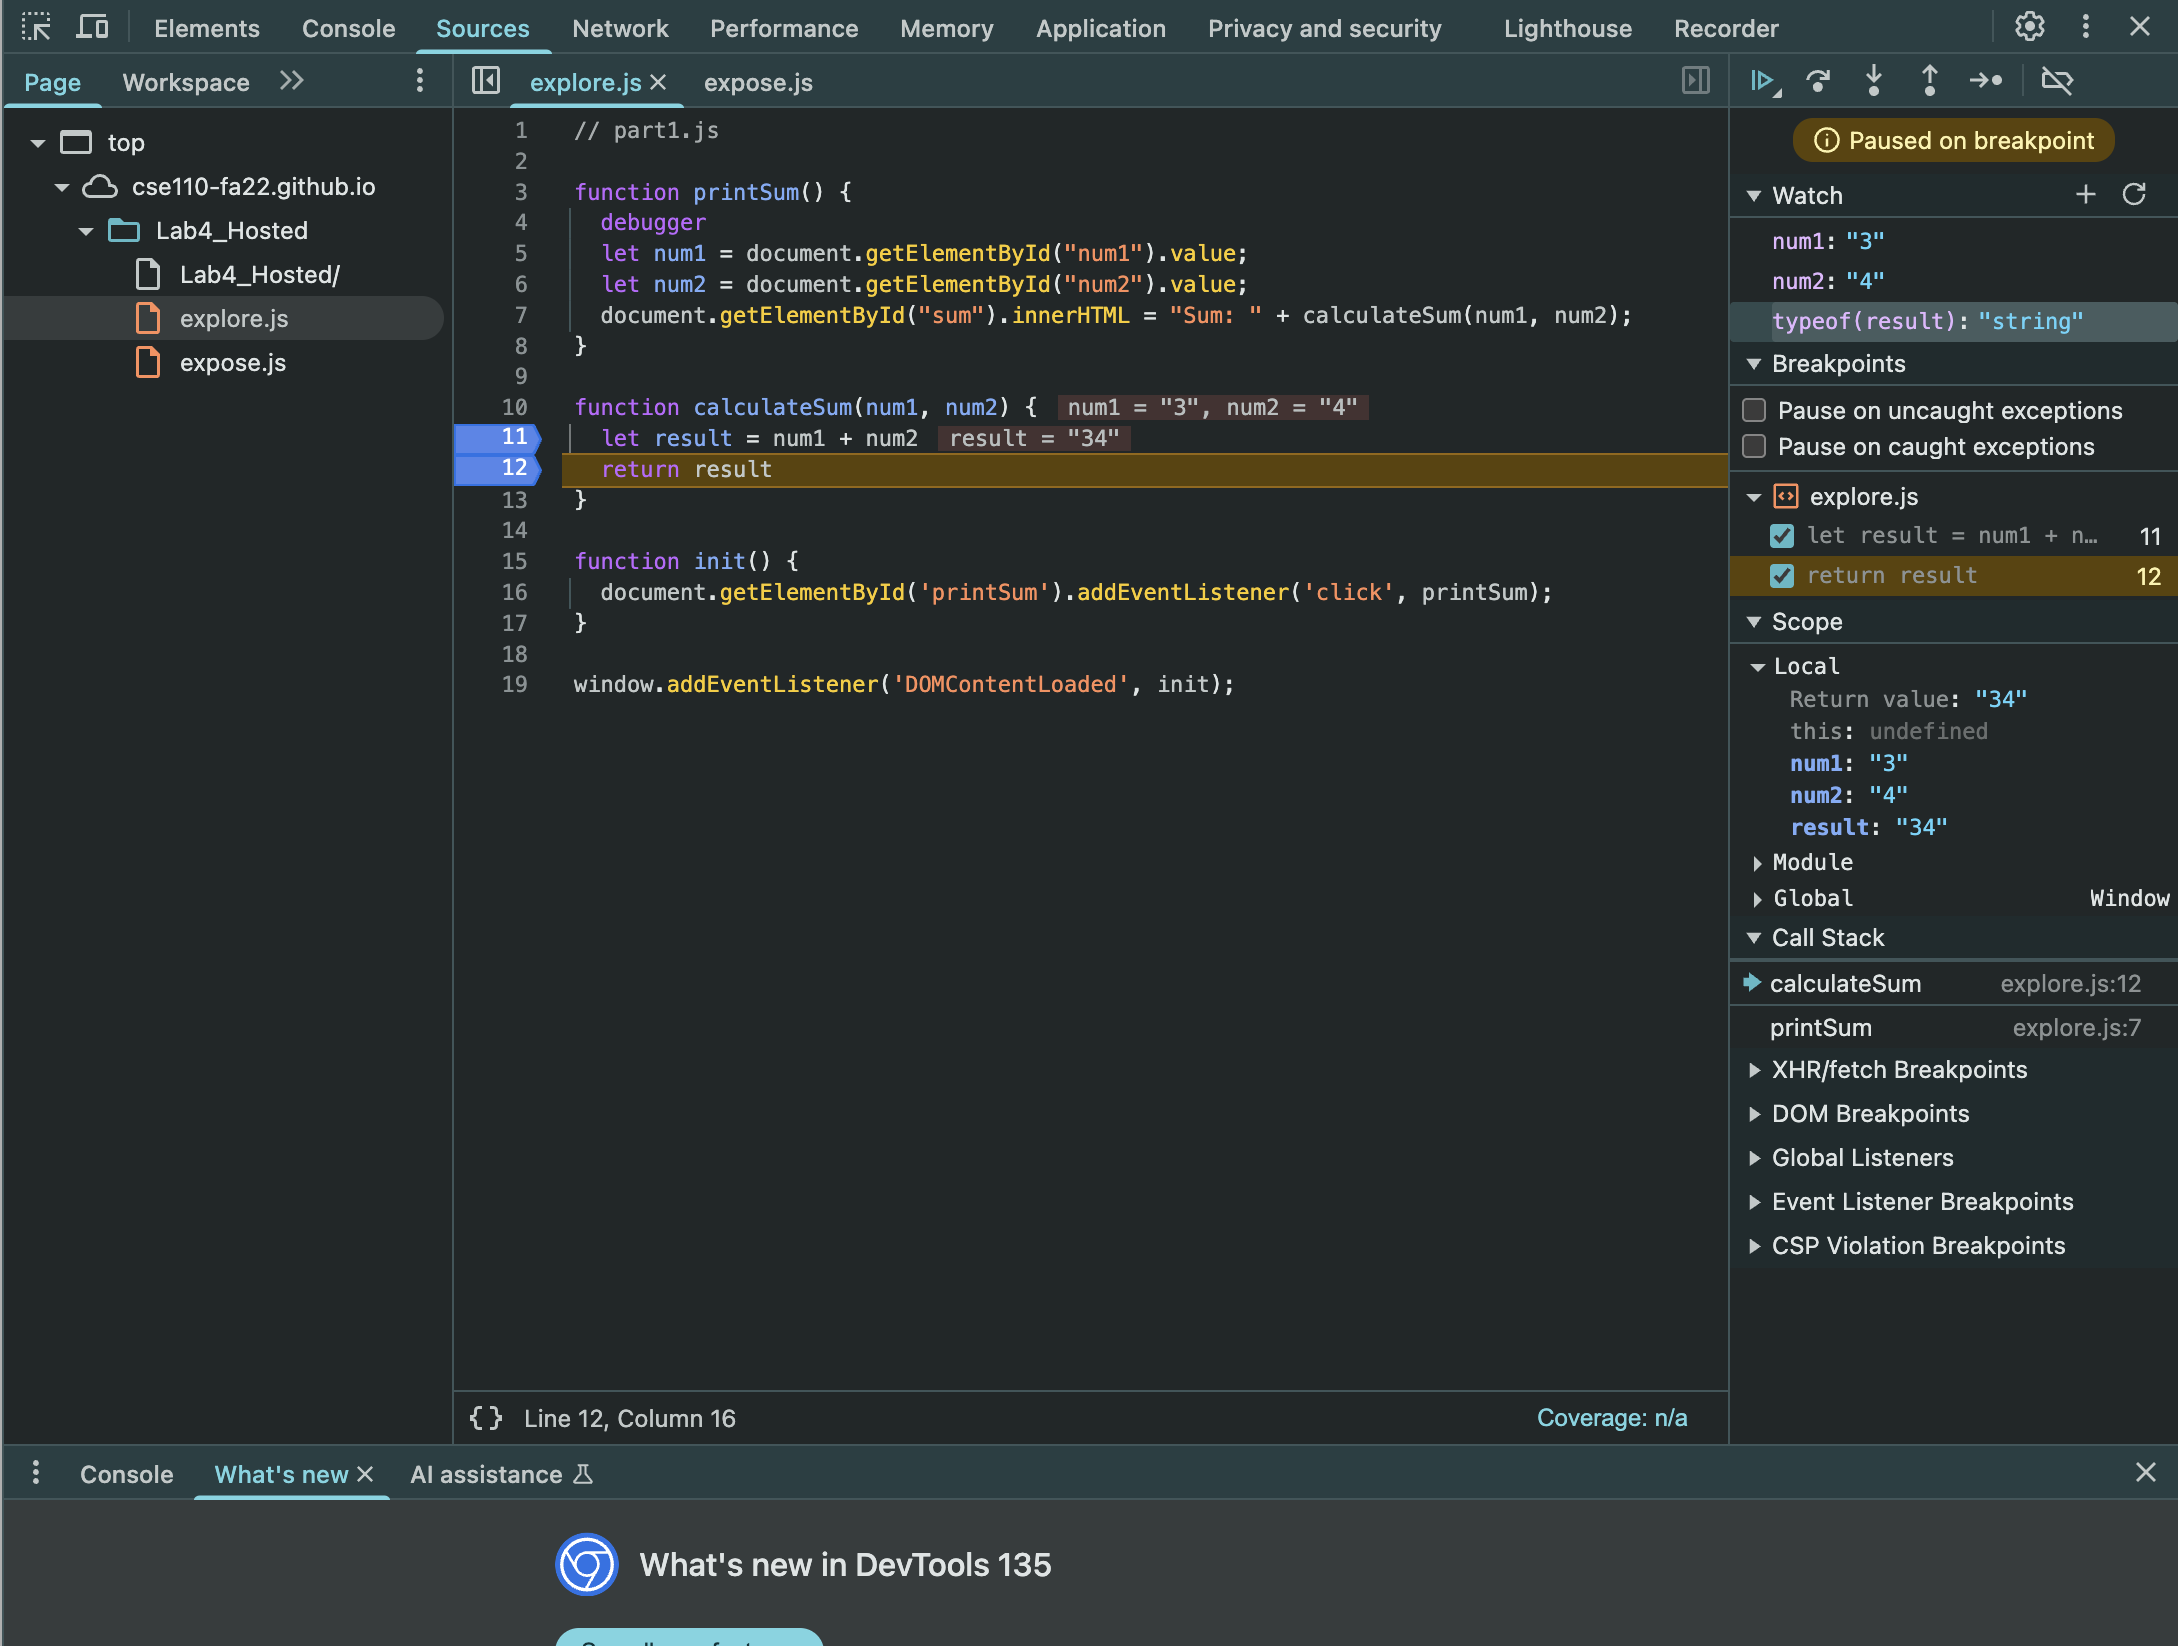 Elements Console Sources Network Performance Memory Application Privacy and security Lighthouse Recorder
Page Workspace
top
cse110-fa22.github.io
Lab4_Hosted
Lab4_Hosted/
explore.js
expose.js
explore.js expose.js
1 // part1.js
2
3 function printSum() {
4 debugger
5 let num1 = document.getElementById("num1").value;
6 let num2 = document.getElementById("num2").value;
7 document.getElementById("sum").innerHTML = "Sum: " + calculateSum(num1, num2);
8 }
9
10 function calculateSum(num1, num2) { num1 = "3", num2 = "4"
11 let result = num1 + num2 result = "34"
12 return result
13 }
14
15 function init() {
16 document.getElementById('printSum').addEventListener('click', printSum);
17 }
18
19 window.addEventListener('DOMContentLoaded', init);
{ } Line 12, Column 16 Coverage: n/a
Paused on breakpoint
Watch
num1: "3"
num2: "4"
typeof(result): "string"
Breakpoints
Pause on uncaught exceptions
Pause on caught exceptions
explore.js
let result = num1 + n… 11
return result 12
Scope
Local
Return value: "34"
this: undefined
num1: "3"
num2: "4"
result: "34"
Module
Global Window
Call Stack
calculateSum explore.js:12
printSum explore.js:7
XHR/fetch Breakpoints
DOM Breakpoints
Global Listeners
Event Listener Breakpoints
CSP Violation Breakpoints
Console What's new AI assistance
What's new in DevTools 135